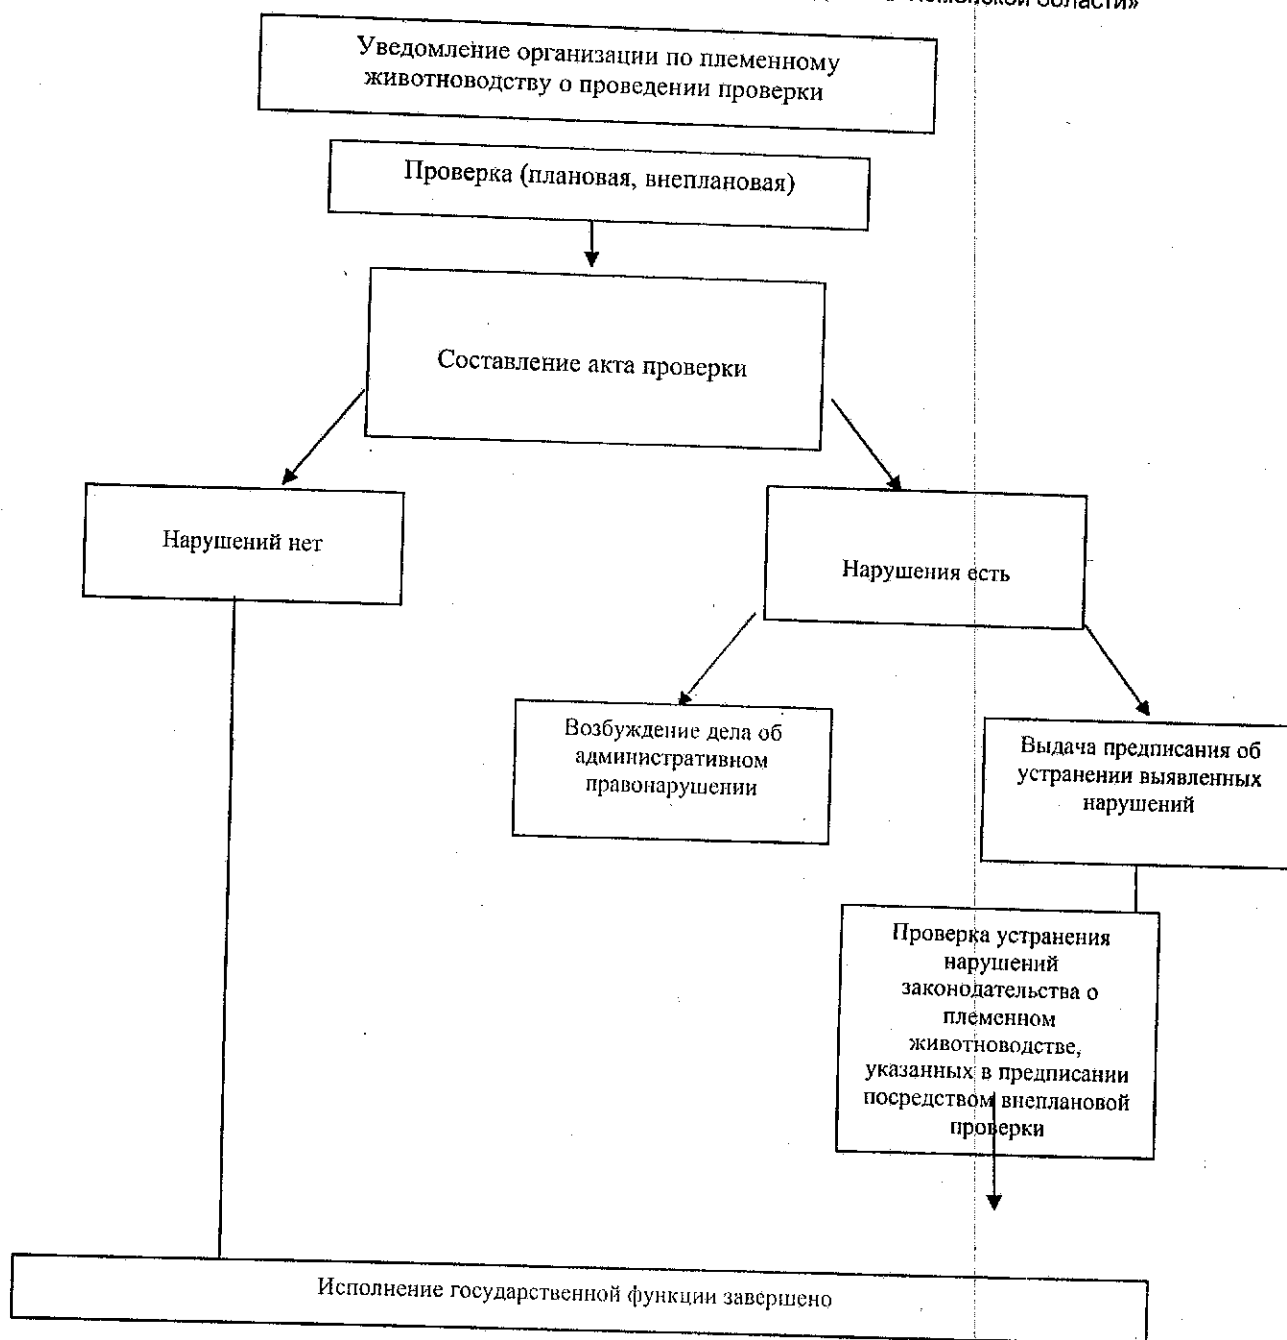 области»
Уведомление организации по племенному
животноводству о проведении проверки
Проверка (плановая, внеплановая)
Составление акта проверки
Нарушений нет
Нарушения есть
Возбуждение дела об
административном
правонарушении
Выдача предписания об
устранении выявленных
нарушений
Проверка устранения
нарушений
законодательства о
племенном
животноводстве,
указанных в предписании
посредством внеплановой
проверки
Исполнение государственной функции завершено